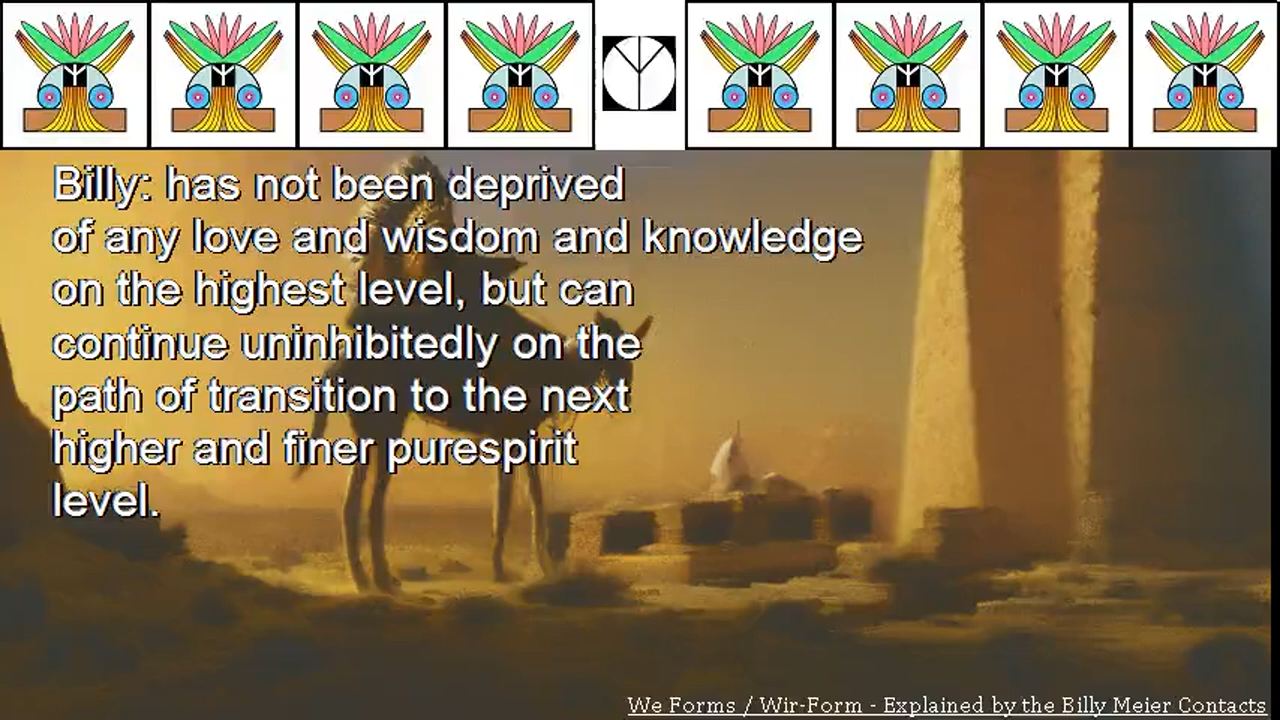 Billy: has not been deprived
of any love and wisdom and knowledge
on the highest level, but can
continue uninhibitedly on the
path of transition to the next
higher and finer purespirit
level.
We Forms / Wir-Form - Explained by the Billy Meier Contacts